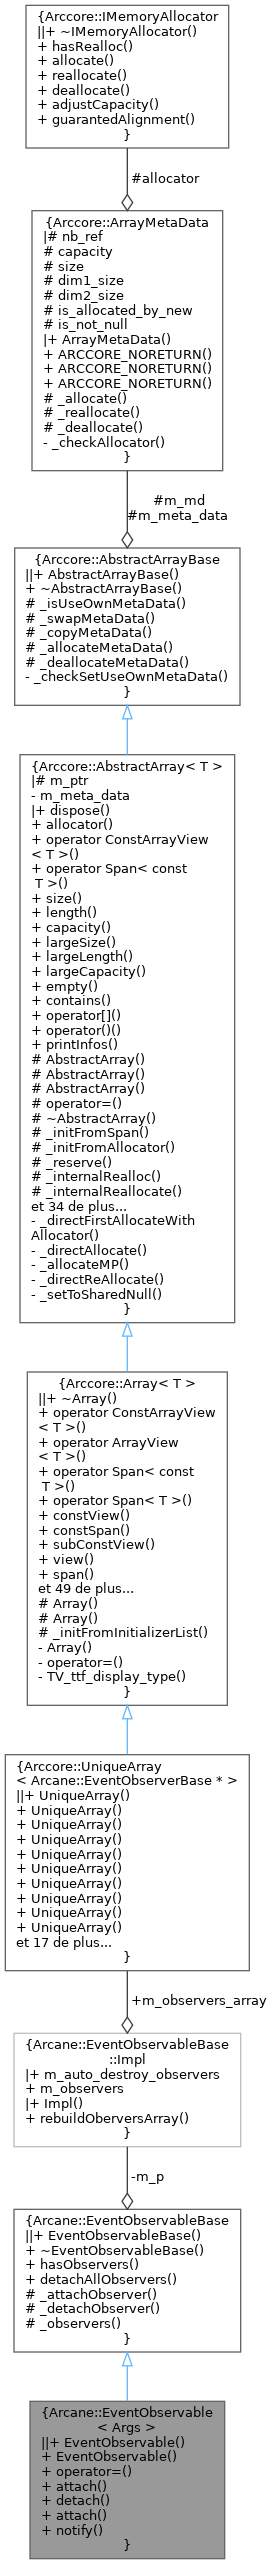 {Arccore::IMemoryAllocator
||+ ~IMemoryAllocator()
+ hasRealloc()
+ allocate()
+ reallocate()
+ deallocate()
+ adjustCapacity()
+ guarantedAlignment()
}
#allocator
{Arccore::ArrayMetaData
|# nb_ref
# capacity
# size
# dim1_size
# dim2_size
# is_allocated_by_new
# is_not_null
|+ ArrayMetaData()
+ ARCCORE_NORETURN()
+ ARCCORE_NORETURN()
+ ARCCORE_NORETURN()
# _allocate()
# _reallocate()
# _deallocate()
- _checkAllocator()
}
#m_md
#m_meta_data
{Arccore::AbstractArrayBase
||+ AbstractArrayBase()
+ ~AbstractArrayBase()
# _isUseOwnMetaData()
# _swapMetaData()
# _copyMetaData()
# _allocateMetaData()
# _deallocateMetaData()
- _checkSetUseOwnMetaData()
}
{Arccore::AbstractArray< T >
|# m_ptr
- m_meta_data
|+ dispose()
+ allocator()
+ operator ConstArrayView
< T >()
+ operator Span< const
T >()
+ size()
+ length()
+ capacity()
+ largeSize()
+ largeLength()
+ largeCapacity()
+ empty()
+ contains()
+ operator[]()
+ operator()()
+ printInfos()
# AbstractArray()
# AbstractArray()
# AbstractArray()
# operator=()
# ~AbstractArray()
# _initFromSpan()
# _initFromAllocator()
# _reserve()
# _internalRealloc()
# _internalReallocate()
et 34 de plus...
- _directFirstAllocateWith
Allocator()
- _directAllocate()
- _allocateMP()
- _directReAllocate()
- _setToSharedNull()
}
{Arccore::Array< T >
||+ ~Array()
+ operator ConstArrayView
< T >()
+ operator ArrayView
< T >()
+ operator Span< const
T >()
+ operator Span< T >()
+ constView()
+ constSpan()
+ subConstView()
+ view()
+ span()
et 49 de plus...
# Array()
# Array()
# _initFromInitializerList()
- Array()
- operator=()
- TV_ttf_display_type()
}
{Arccore::UniqueArray
< Arcane::EventObserverBase * >
||+ UniqueArray()
+ UniqueArray()
+ UniqueArray()
+ UniqueArray()
+ UniqueArray()
+ UniqueArray()
+ UniqueArray()
+ UniqueArray()
+ UniqueArray()
+ UniqueArray()
et 17 de plus...
}
+m_observers_array
{Arcane::EventObservableBase
::Impl
|+ m_auto_destroy_observers
+ m_observers
|+ Impl()
+ rebuildOberversArray()
}
-m_p
{Arcane::EventObservableBase
||+ EventObservableBase()
+ ~EventObservableBase()
+ hasObservers()
+ detachAllObservers()
# _attachObserver()
# _detachObserver()
# _observers()
}
{Arcane::EventObservable
< Args >
||+ EventObservable()
+ EventObservable()
+ operator=()
+ attach()
+ detach()
+ attach()
+ notify()
}